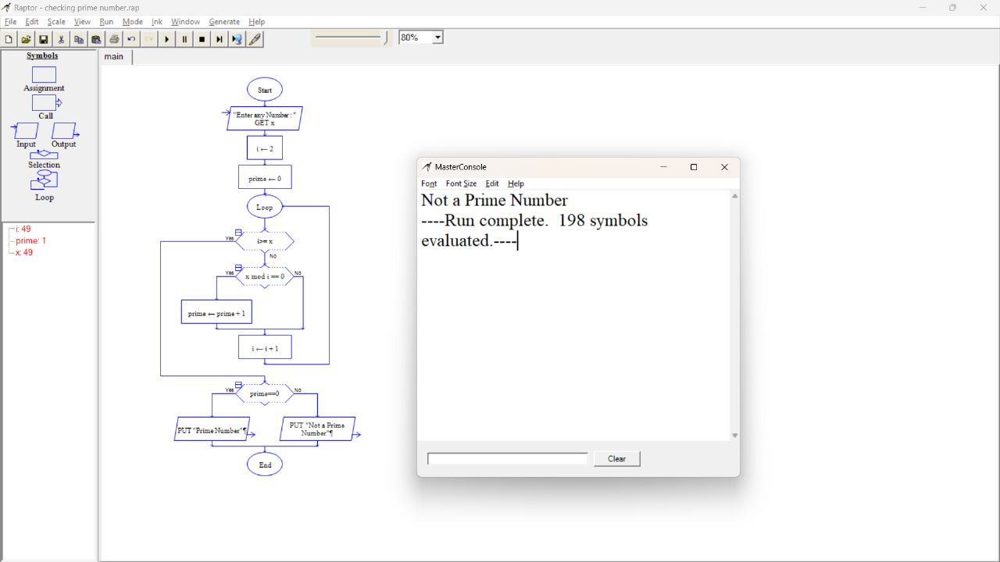 Raptor - checking prime number.rap
File Edit Scale View Run Mode Ink Window Generate Help
80%
Symbols
Assignment
Call
Input Output
Selection
Loop
i: 49
prime: 1
x: 49
main
Start
"Enter any Number : "
GET x
i ← 2
prime ← 0
Loop
Yes
i>= x
No
Yes
x mod i == 0
No
prime ← prime + 1
i ← i + 1
Yes
prime==0
No
PUT "Prime Number"¶
PUT "Not a Prime
Number"¶
End
MasterConsole
Font Font Size Edit Help
Not a Prime Number
----Run complete. 198 symbols
evaluated.----
Clear